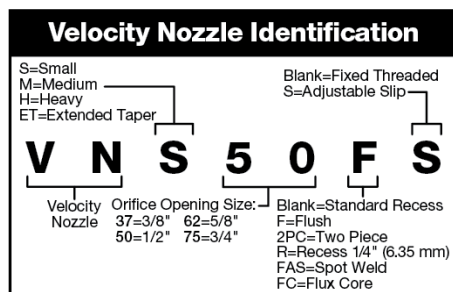 Velocity Nozzle Identification
S=Small
M=Medium
H=Heavy
ET=Extended Taper
Blank=Fixed Threaded
S=Adjustable Slip
V N S 5 0 F S
Velocity
Nozzle
Orifice Opening Size:
37=3/8" 62=5/8"
50=1/2" 75=3/4"
Blank=Standard Recess
F=Flush
2PC=Two Piece
R=Recess 1/4" (6.35 mm)
FAS=Spot Weld
FC=Flux Core